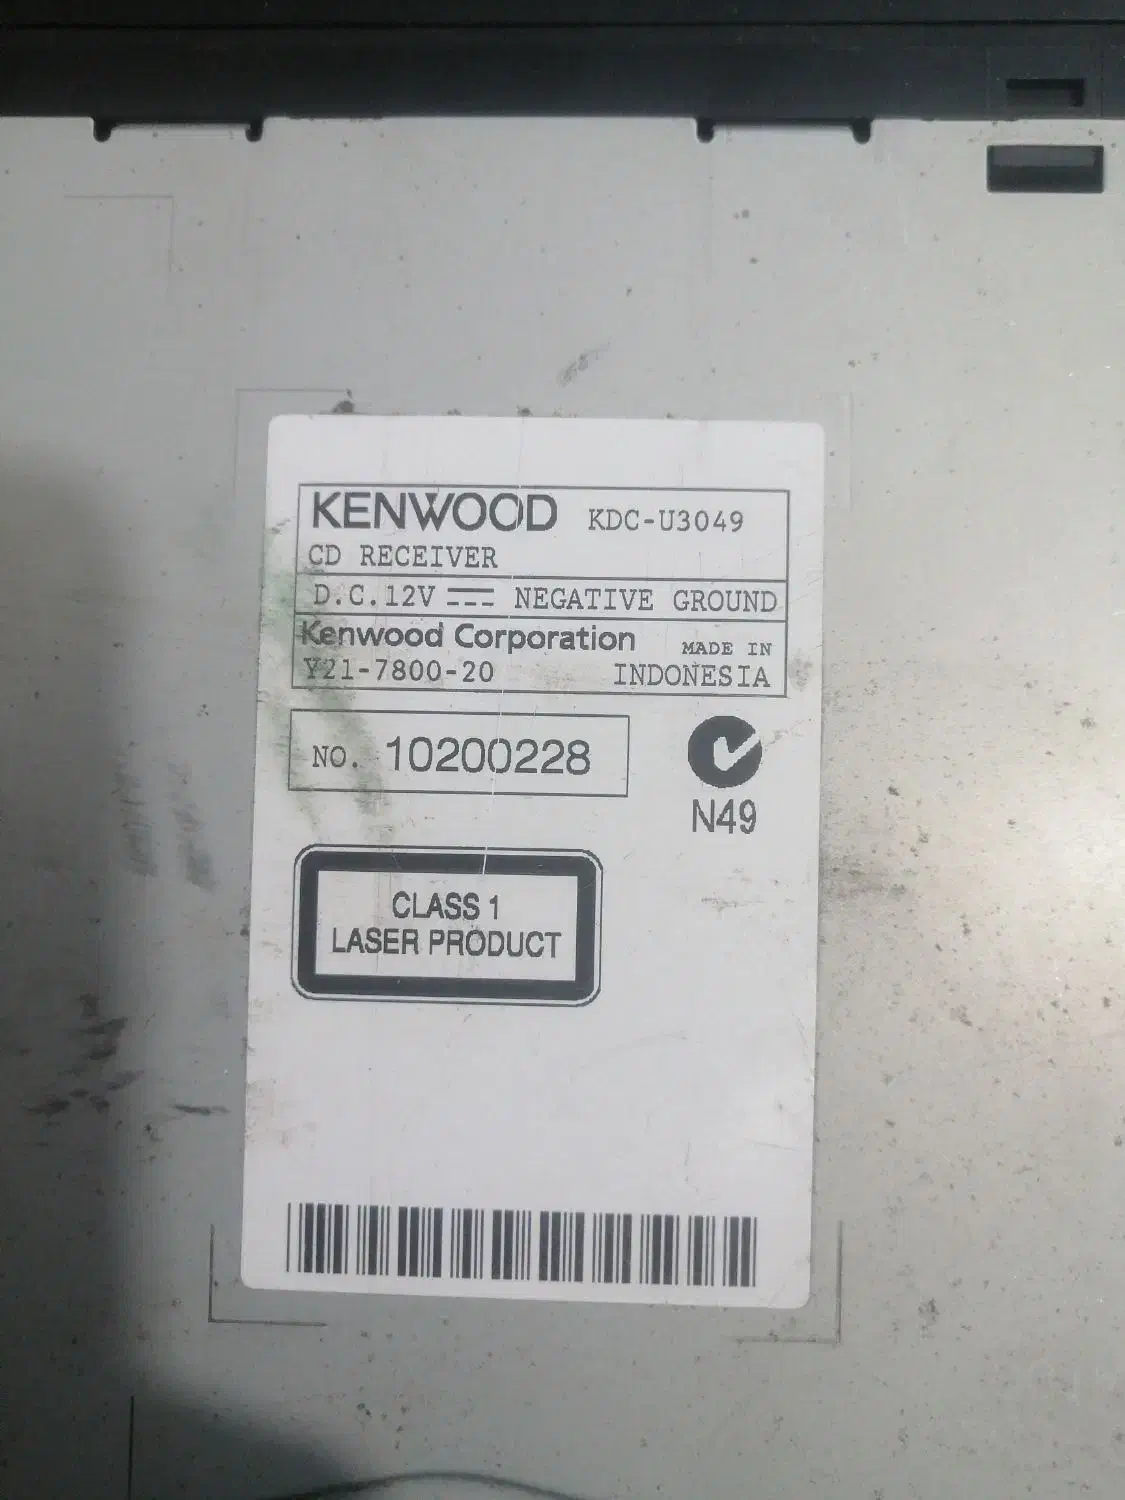 KENWOOD KDC-U3049
CD RECEIVER
D.C.12V NEGATIVE GROUND
Kenwood Corporation MADE IN
Y21-7800-20 INDONESIA
NO. 10200228
N49
CLASS 1
LASER PRODUCT